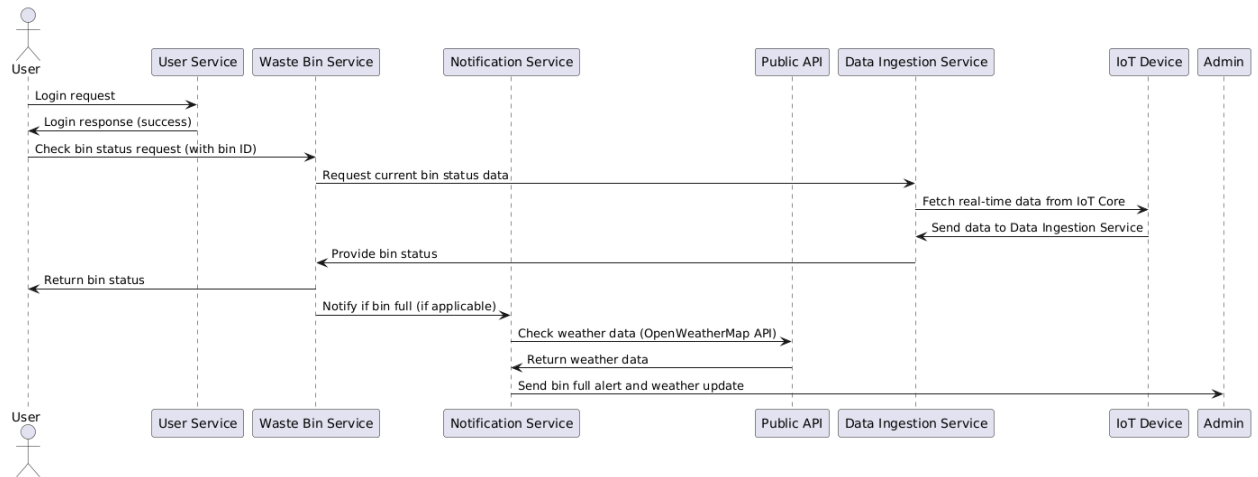 User
User Service
Waste Bin Service
Notification Service
Public API
Data Ingestion Service
IoT Device
Admin
Login request
Login response (success)
Check bin status request (with bin ID)
Request current bin status data
Fetch real-time data from IoT Core
Send data to Data Ingestion Service
Provide bin status
Return bin status
Notify if bin full (if applicable)
Check weather data (OpenWeatherMap API)
Return weather data
Send bin full alert and weather update
User
User Service
Waste Bin Service
Notification Service
Public API
Data Ingestion Service
IoT Device
Admin